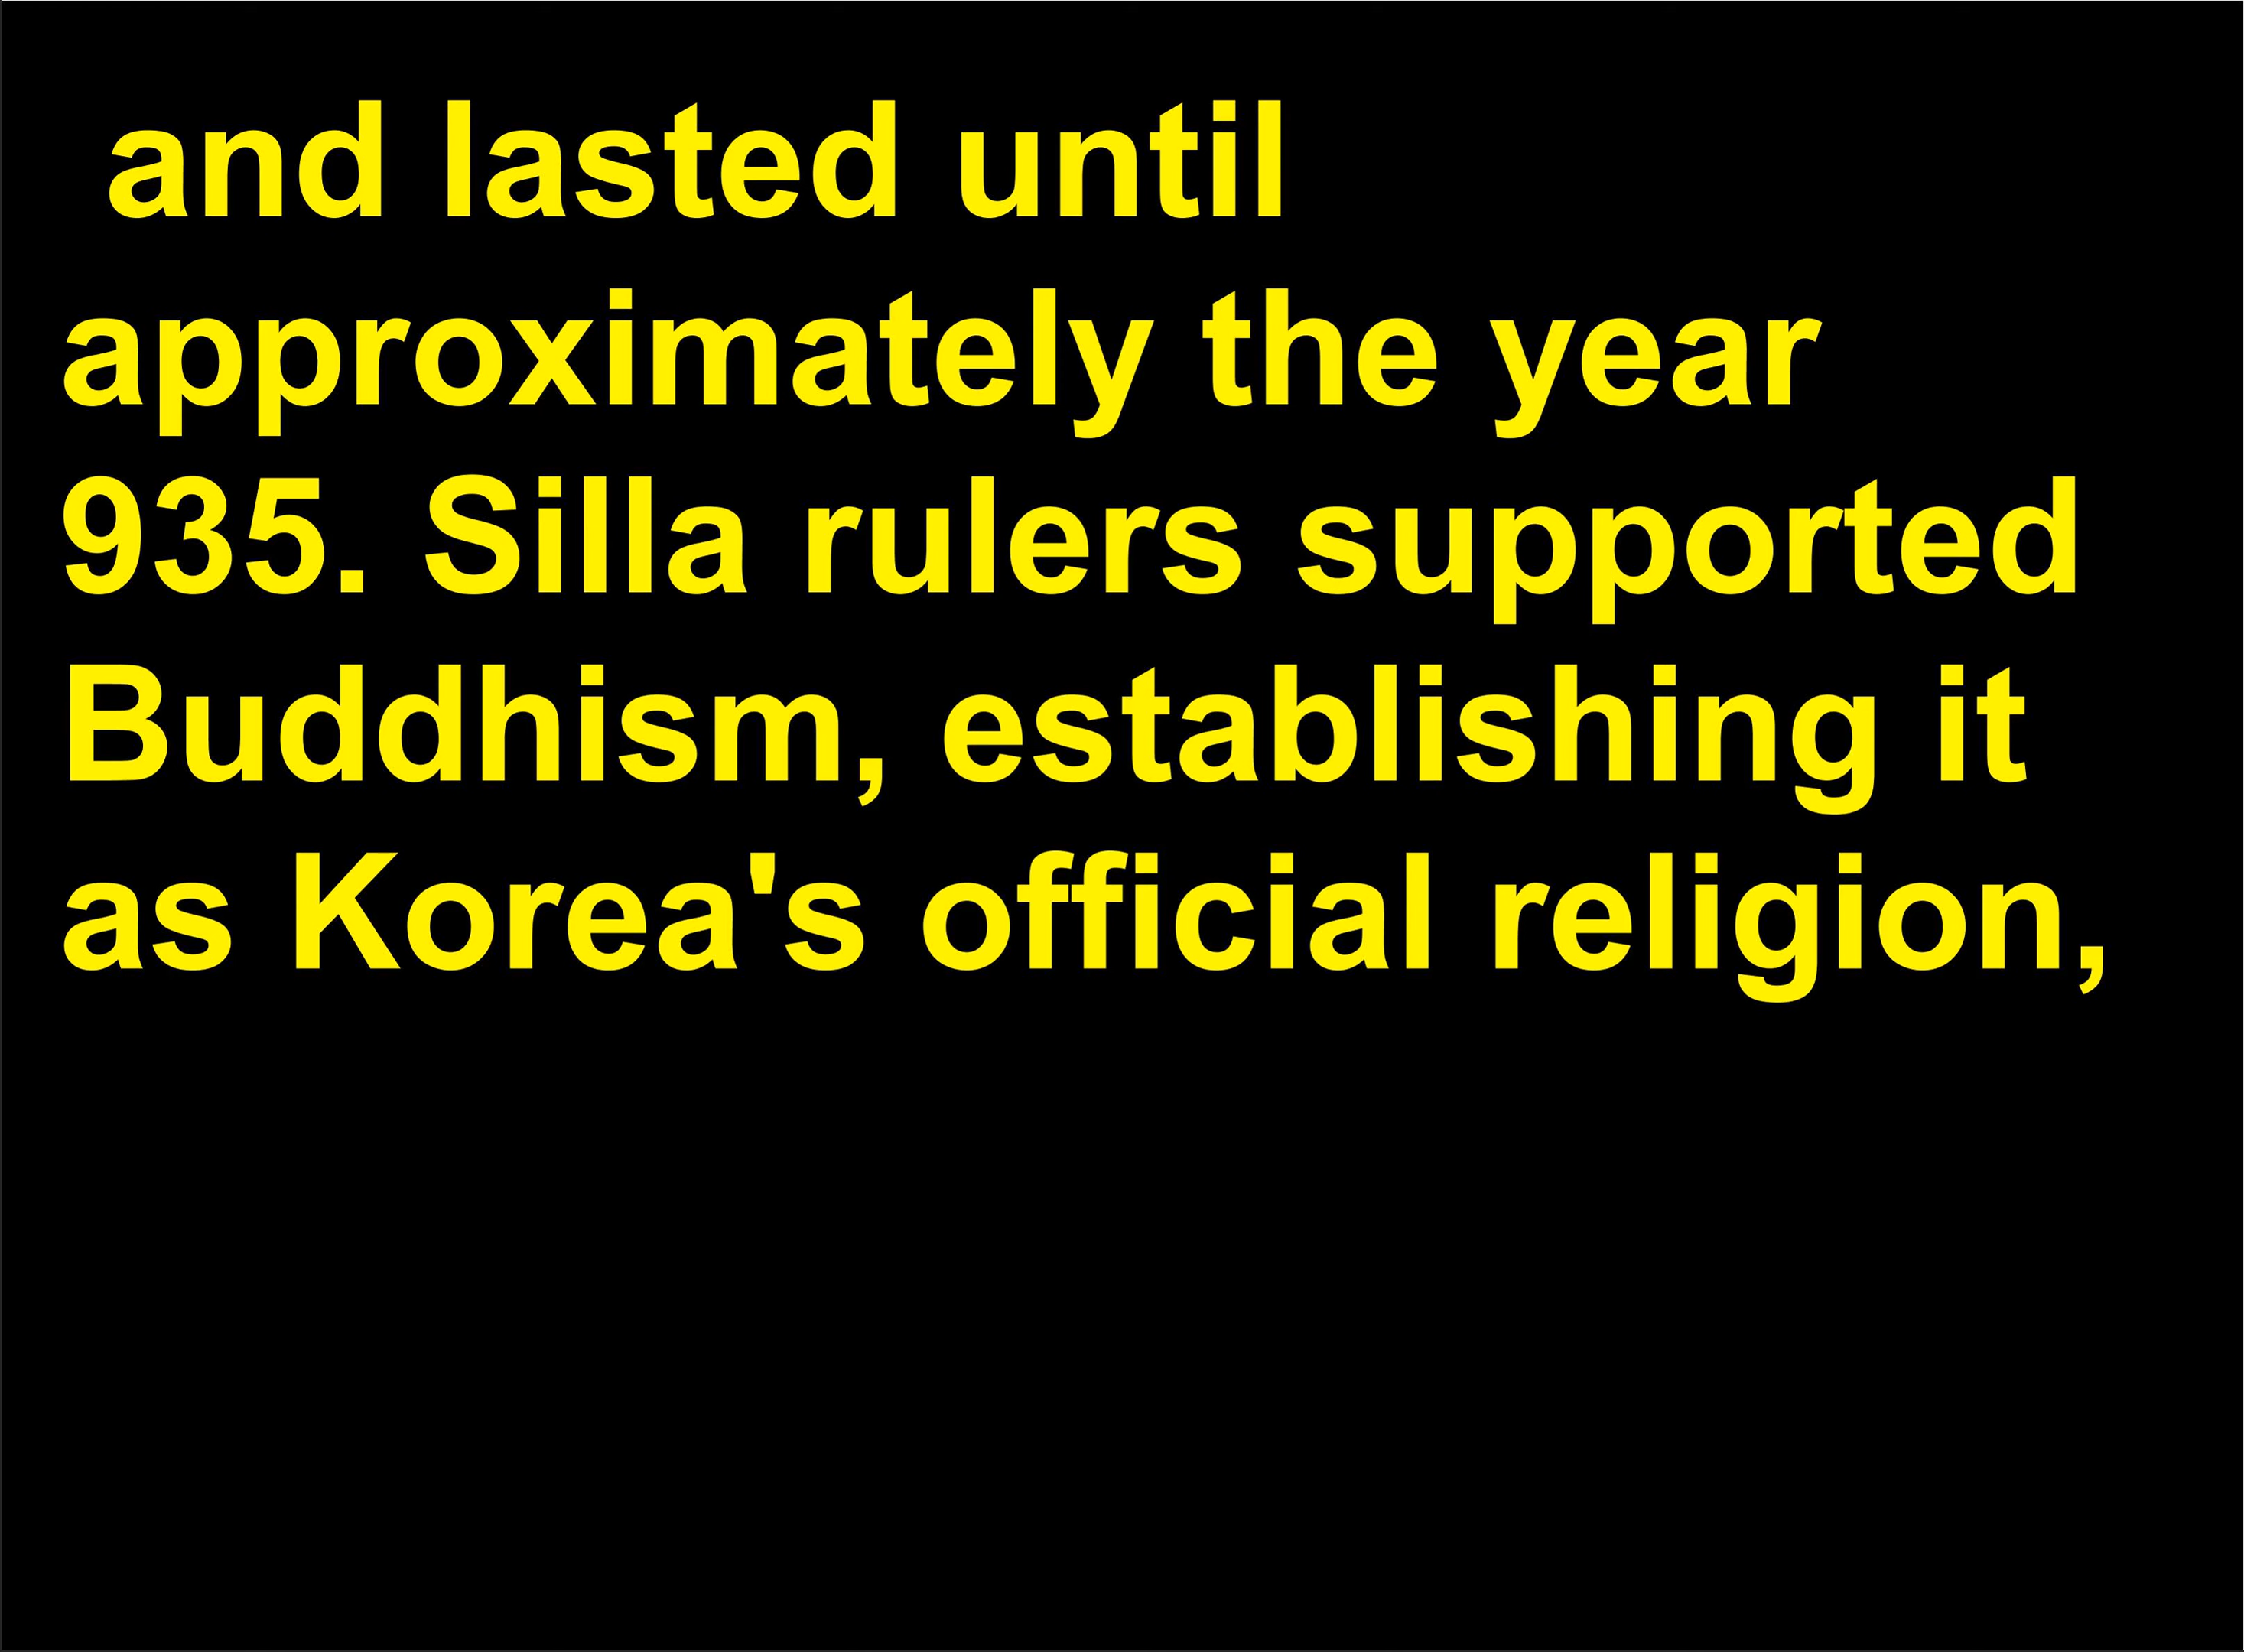 and lasted until
approximately the year
935. Silla rulers supported
Buddhism, establishing it
as Korea's official religion,